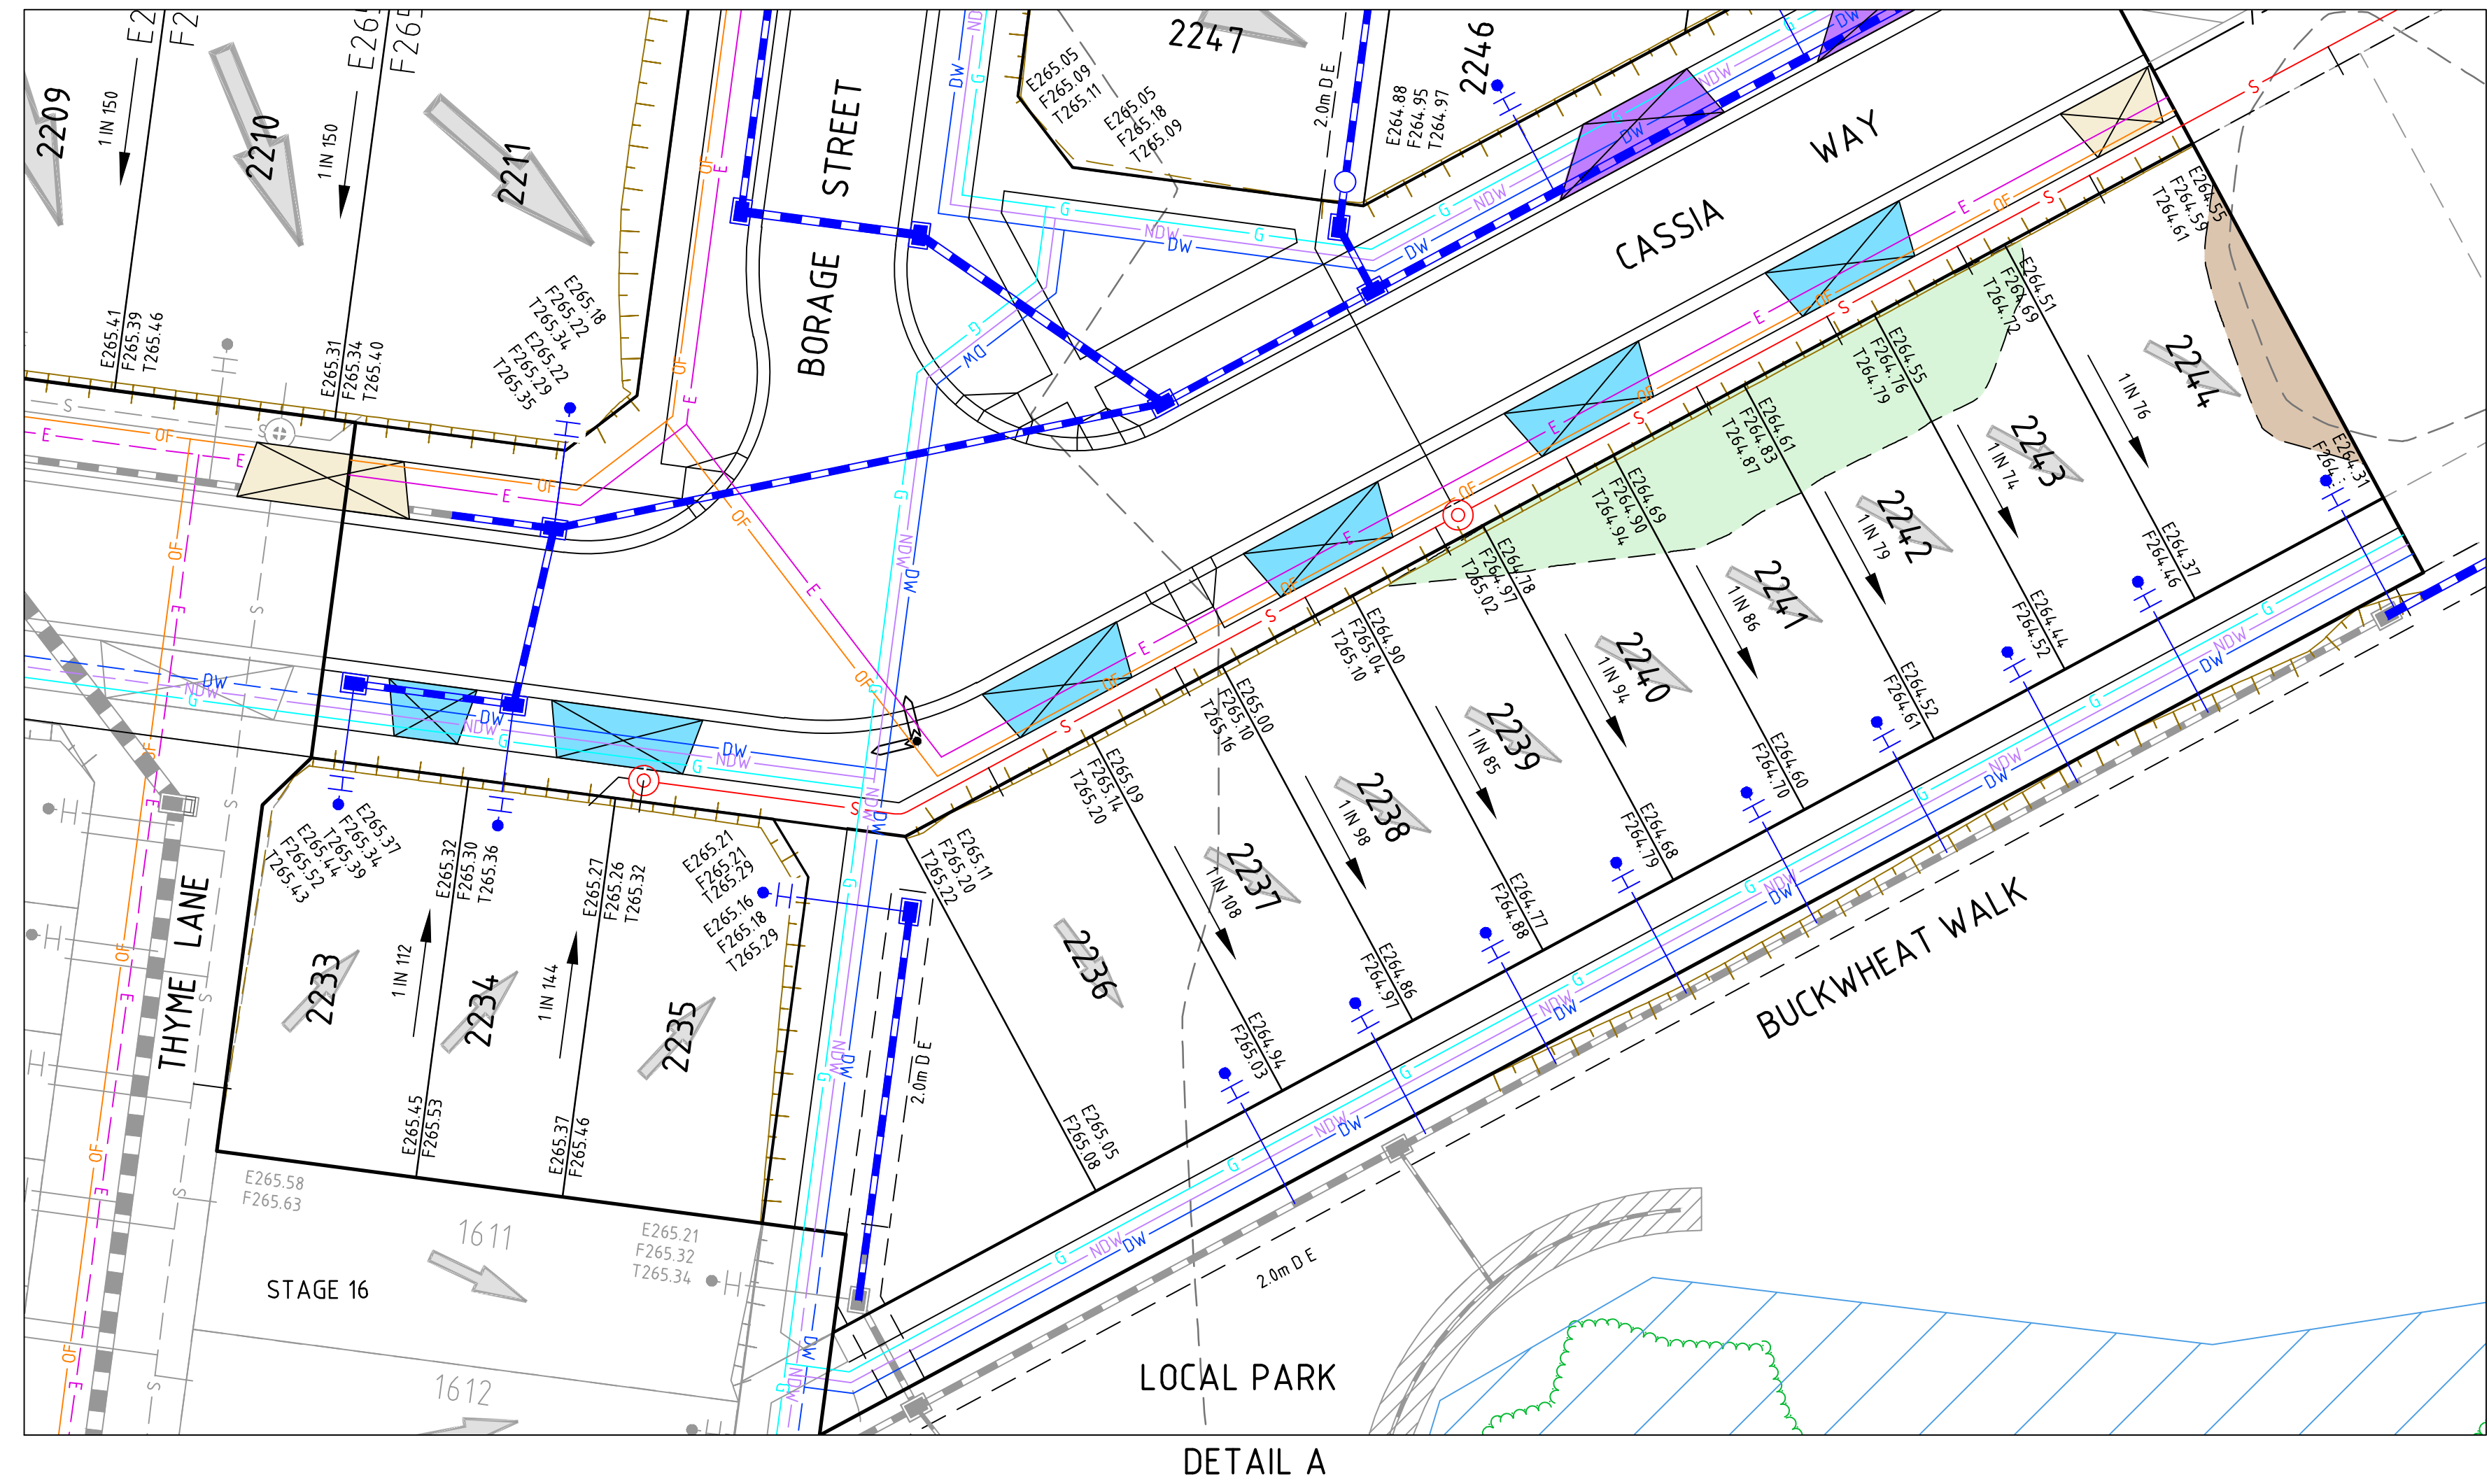 2209
1 IN 150
2210
1 IN 150
2211
E265.41
F265.39
T265.46
E265.31
F265.34
T265.40
E265.18
F265.22
T265.34
E265.22
F265.29
T265.35
BORAGE STREET
2247
E265.05
F265.09
T265.11
E265.05
F265.18
T265.09
2.0m D E
E264.88
F264.95
T264.97
2246
CASSIA WAY
E264.55
F264.59
T264.61
E264.51
F264.69
T264.72
E264.55
F264.76
T264.79
E264.61
F264.83
T264.87
E264.69
F264.90
T264.94
E264.78
F264.97
T265.02
E264.90
F265.04
T265.10
E265.00
F265.10
T265.16
E265.09
F265.14
T265.20
E265.11
F265.20
T265.22
2244
1 IN 76
2243
1 IN 74
2242
1 IN 79
2241
1 IN 86
2240
1 IN 94
2239
1 IN 85
2238
1 IN 98
2237
1 IN 108
2236
E264.31
E264.37
F264.46
E264.44
F264.52
E264.52
F264.61
E264.60
F264.70
E264.68
F264.79
E264.77
F264.88
E264.86
F264.97
E264.94
F265.03
E265.05
F265.08
E265.37
F265.34
T265.39
E265.44
F265.52
T265.43
E265.32
F265.30
T265.36
E265.27
F265.26
T265.32
E265.21
F265.21
T265.29
E265.16
F265.18
T265.29
2233
1 IN 112
2234
1 IN 144
2235
E265.45
F265.53
E265.37
F265.46
THYME LANE
2.0m D E
BUCKWHEAT WALK
E265.58
F265.63
1611
E265.21
F265.32
T265.34
STAGE 16
1612
2.0m D E
LOCAL PARK
DETAIL A